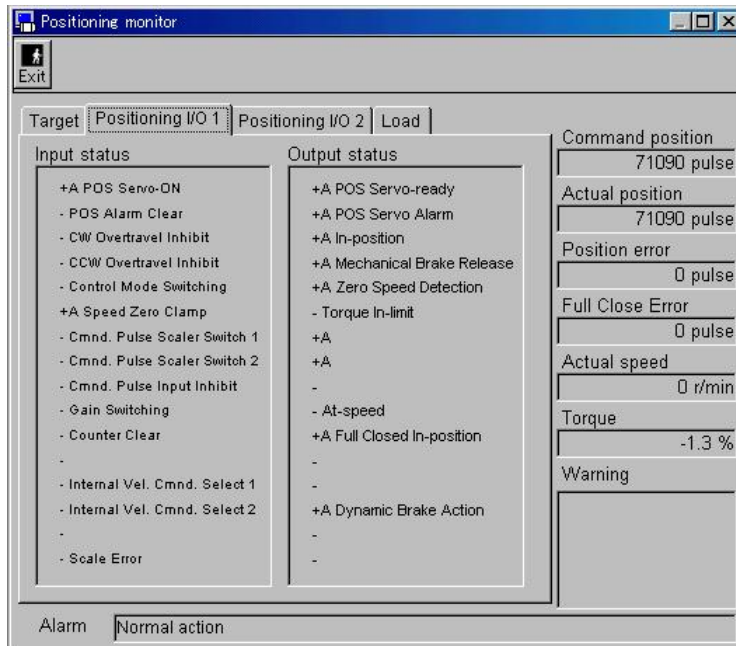 Positioning monitor
Exit
Target
Positioning I/O 1
Positioning I/O 2
Load
Input status
+A POS Servo-ON
- POS Alarm Clear
- CW Overtravel Inhibit
- CCW Overtravel Inhibit
- Control Mode Switching
+A Speed Zero Clamp
- Cmnd. Pulse Scaler Switch 1
- Cmnd. Pulse Scaler Switch 2
- Cmnd. Pulse Input Inhibit
- Gain Switching
- Counter Clear
-
- Internal Vel. Cmnd. Select 1
- Internal Vel. Cmnd. Select 2
-
- Scale Error
Output status
+A POS Servo-ready
+A POS Servo Alarm
+A In-position
+A Mechanical Brake Release
+A Zero Speed Detection
- Torque In-limit
+A
+A
-
- At-speed
+A Full Closed In-position
-
-
+A Dynamic Brake Action
-
-
Command position
71090 pulse
Actual position
71090 pulse
Position error
0 pulse
Full Close Error
0 pulse
Actual speed
0 r/min
Torque
-1.3 %
Warning
Alarm
Normal action